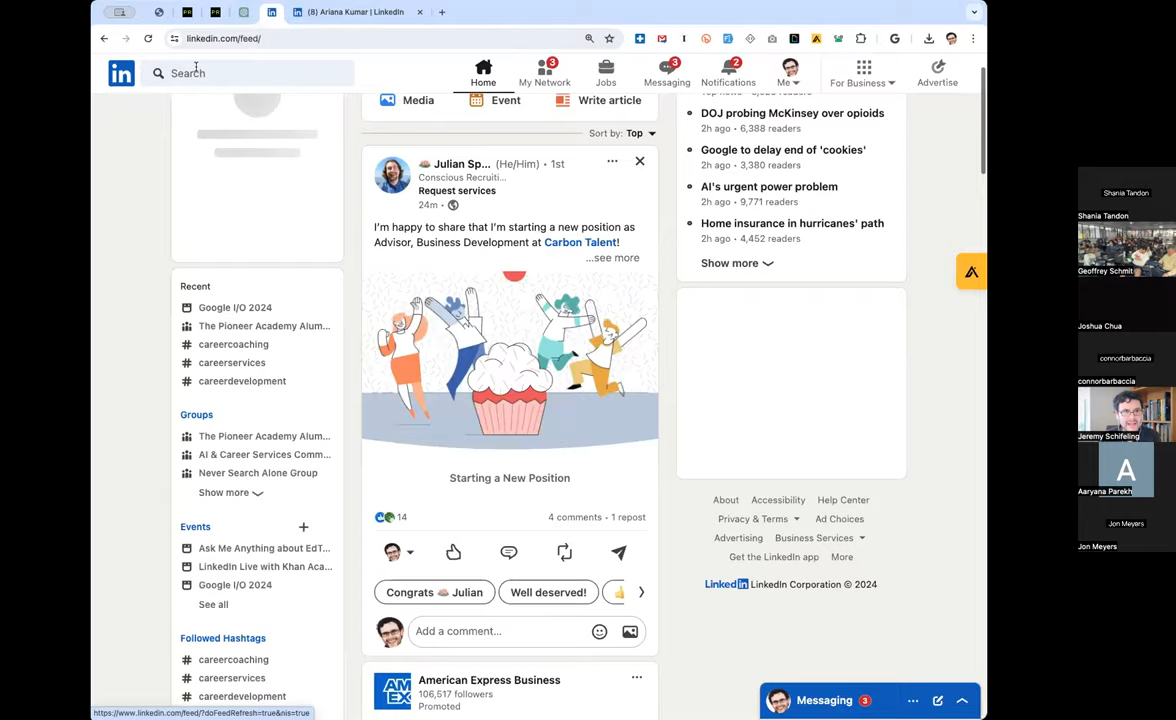 (8) Ariana Kumar | LinkedIn
linkedin.com/feed/
in
Search
Home
3
My Network
Jobs
3
Messaging
2
Notifications
Me
For Business
Advertise
Media
Event
Write article
Sort by: Top
Julian Sp... (He/Him) • 1st
Conscious Recruiti...
Request services
24m •
I'm happy to share that I'm starting a new position as
Advisor, Business Development at Carbon Talent!
...see more
Starting a New Position
14
4 comments • 1 repost
Congrats Julian
Well deserved!
Add a comment...
AM
EX
American Express Business
106,517 followers
Promoted
Recent
Google I/O 2024
The Pioneer Academy Alum...
# careercoaching
# careerservices
# careerdevelopment
Groups
The Pioneer Academy Alum...
AI & Career Services Comm...
Never Search Alone Group
Show more
Events
Ask Me Anything about EdT...
LinkedIn Live with Khan Aca...
Google I/O 2024
See all
Followed Hashtags
# careercoaching
# careerservices
# careerdevelopment
https://www.linkedin.com/feed/?doFeedRefresh=true&nis=true
DOJ probing McKinsey over opioids
2h ago • 6,388 readers
Google to delay end of 'cookies'
2h ago • 3,380 readers
AI's urgent power problem
2h ago • 9,771 readers
Home insurance in hurricanes' path
2h ago • 4,452 readers
Show more
About Accessibility Help Center
Privacy & Terms Ad Choices
Advertising Business Services
Get the LinkedIn app More
LinkedIn LinkedIn Corporation © 2024
Messaging 3
Shania Tandon
Shania Tandon
Geoffrey Schmit
Joshua Chua
connorbarbaccia
connorbarbaccia
Jeremy Schifeling
A
Aaryana Parekh
Jon Meyers
Jon Meyers